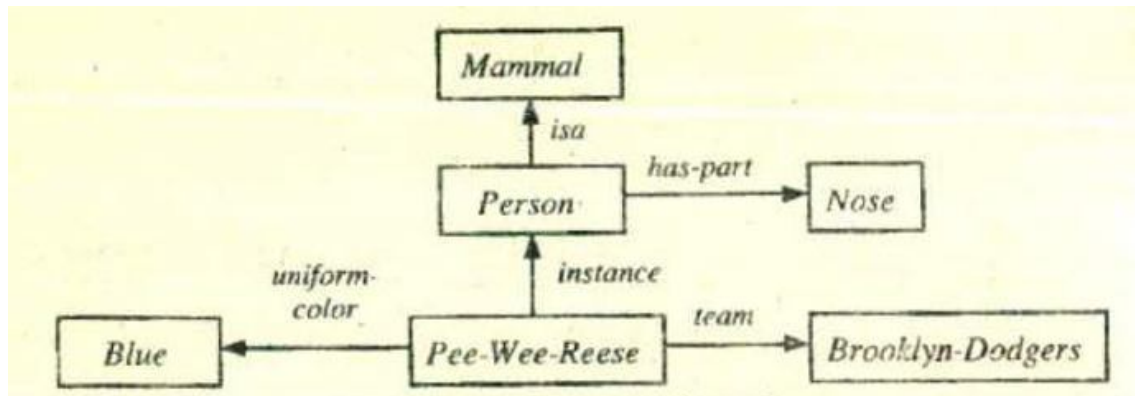 Mammal
isa
has-part
Person
Nose
uniform-
color
instance
team
Blue
Pee-Wee-Reese
Brooklyn-Dodgers